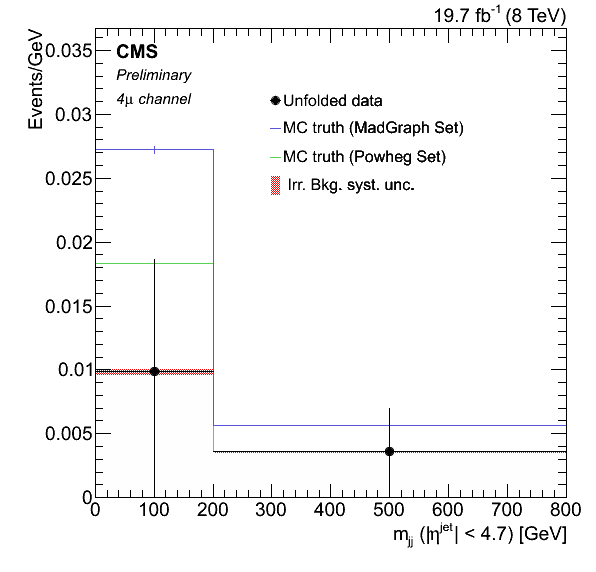 19.7 fb⁻¹ (8 TeV)
Events/GeV
CMS
Preliminary
4μ channel
Unfolded data
MC truth (MadGraph Set)
MC truth (Powheg Set)
Irr. Bkg. syst. unc.
0.035
0.03
0.025
0.02
0.015
0.01
0.005
0
0 100 200 300 400 500 600 700 800
m_jj (|η^jet| < 4.7) [GeV]